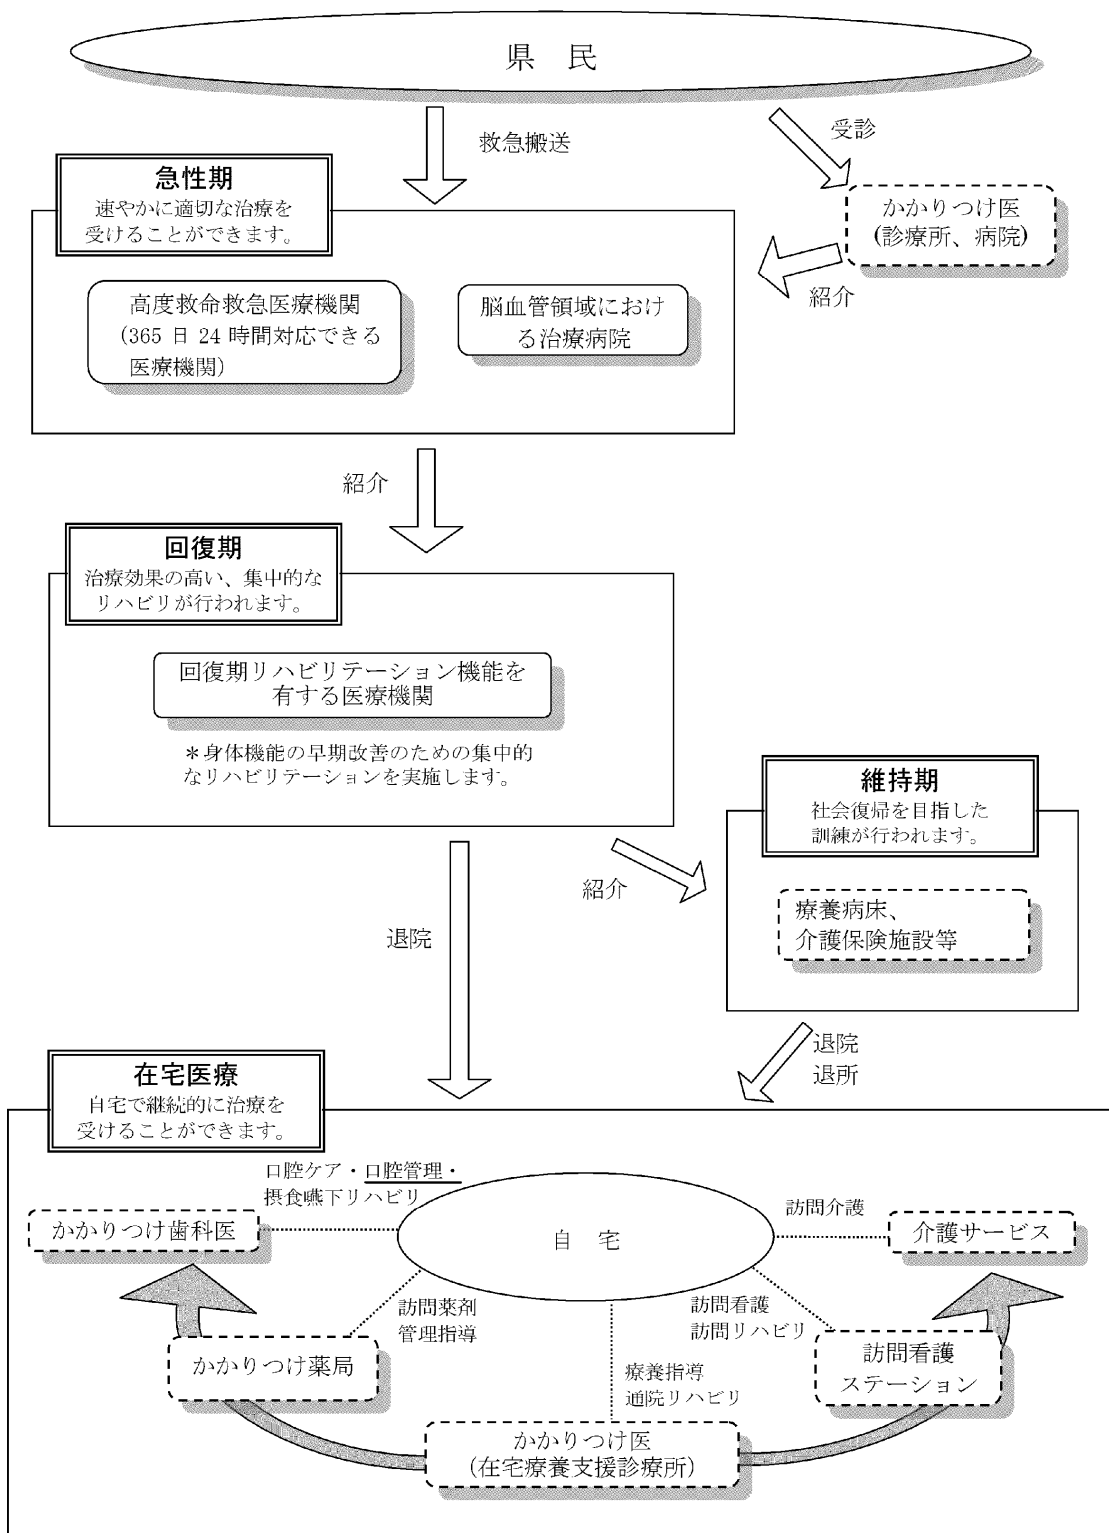 県　民
救急搬送
受診
急性期
速やかに適切な治療を
受けることができます。
かかりつけ医
(診療所、病院)
紹介
高度救命救急医療機関
(365 日 24 時間対応できる
医療機関)
脳血管領域におけ
る治療病院
紹介
回復期
治療効果の高い、集中的な
リハビリが行われます。
回復期リハビリテーション機能を
有する医療機関
＊身体機能の早期改善のための集中的
なリハビリテーションを実施します。
維持期
社会復帰を目指した
訓練が行われます。
紹介
療養病床、
介護保険施設等
退院
退院
退所
在宅医療
自宅で継続的に治療を
受けることができます。
口腔ケア・口腔管理・
摂食嚥下リハビリ
かかりつけ歯科医
自　宅
訪問介護
介護サービス
訪問薬剤
管理指導
訪問看護
訪問リハビリ
かかりつけ薬局
訪問看護
ステーション
療養指導
通院リハビリ
かかりつけ医
(在宅療養支援診療所)